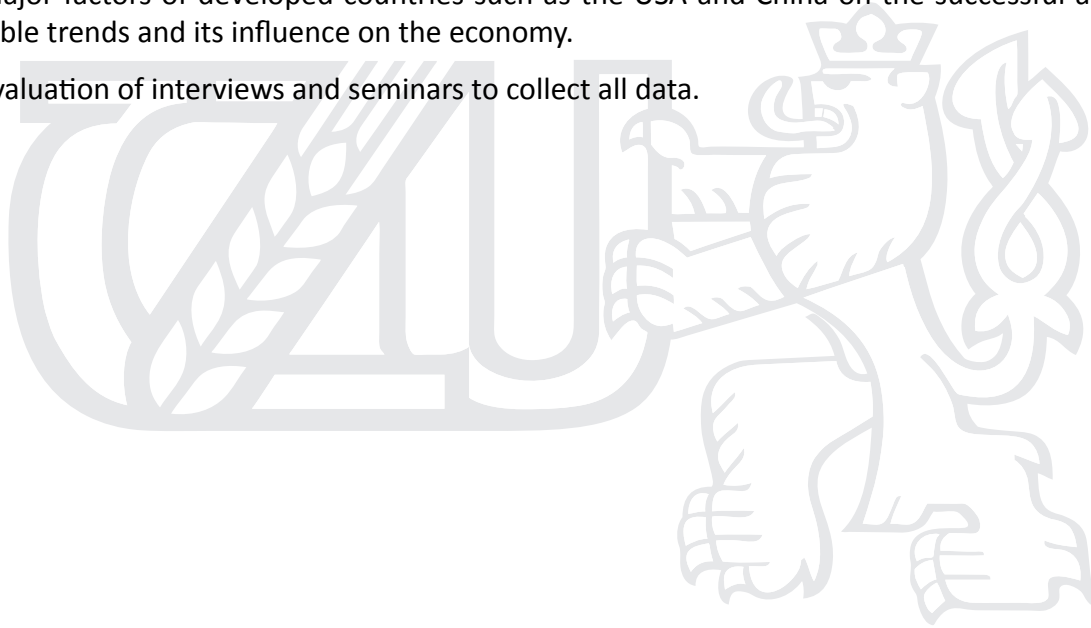 major factors of developed countries such as the USA and China on the successful a
ble trends and its influence on the economy.
valuation of interviews and seminars to collect all data.
CZU